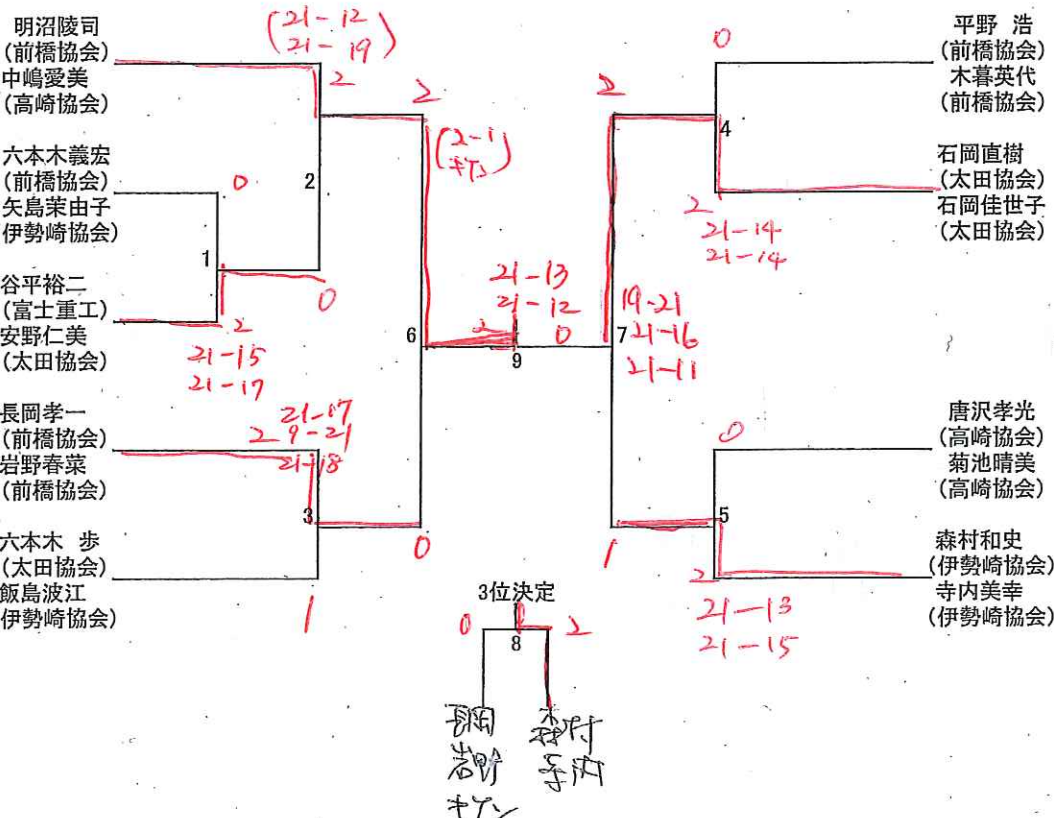 明沼陵司
(前橋協会)
中嶋愛美
(高崎協会)
六本木義宏
(前橋協会)
矢島茉由子
伊勢崎協会)
谷平裕二
(富士重工)
安野仁美
(太田協会)
長岡孝一
(前橋協会)
岩野春菜
(前橋協会)
六本木 歩
(太田協会)
飯島波江
伊勢崎協会)
(21-12
21-19)
2
2
2
0
1
0
2
21-15
21-17
21-17
2 9-21
21-18
3
1
0
6
(2-1
キケン)
21-13
21-12
2
0
9
3位決定
0
2
8
長岡
岩野
キケン
森村
寺内
2
0
4
2
21-14
21-14
7
19-21
21-16
21-11
1
0
5
2
21-13
21-15
平野 浩
(前橋協会)
木暮英代
(前橋協会)
石岡直樹
(太田協会)
石岡佳世子
(太田協会)
唐沢孝光
(高崎協会)
菊池晴美
(高崎協会)
森村和史
(伊勢崎協会)
寺内美幸
(伊勢崎協会)